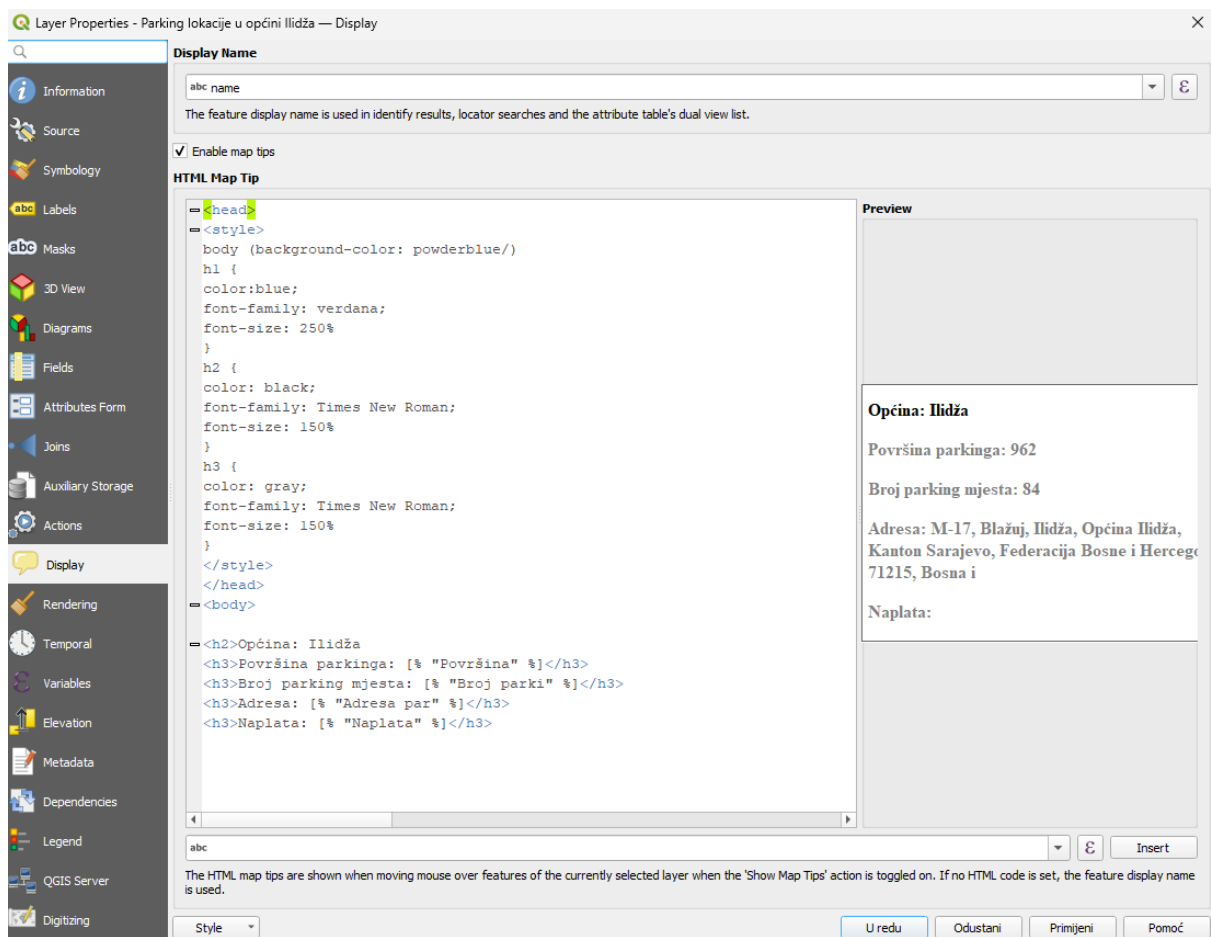 Layer Properties - Parking lokacije u općini Ilidža — Display
Display Name
abc name
The feature display name is used in identify results, locator searches and the attribute table's dual view list.
Enable map tips
HTML Map Tip
Information
Source
Symbology
abc Labels
abc Masks
3D View
Diagrams
Fields
Attributes Form
Joins
Auxiliary Storage
Actions
Display
Rendering
Temporal
Variables
Elevation
Metadata
Dependencies
Legend
QGIS Server
Digitizing
<head>
<style>
body (background-color: powderblue/)
h1 {
color:blue;
font-family: verdana;
font-size: 250%
}
h2 {
color: black;
font-family: Times New Roman;
font-size: 150%
}
h3 {
color: gray;
font-family: Times New Roman;
font-size: 150%
}
</style>
</head>
<body>
<h2>Općina: Ilidža
<h3>Površina parkinga: [% "Površina" %]</h3>
<h3>Broj parking mjesta: [% "Broj parki" %]</h3>
<h3>Adresa: [% "Adresa par" %]</h3>
<h3>Naplata: [% "Naplata" %]</h3>
Preview
Općina: Ilidža
Površina parkinga: 962
Broj parking mjesta: 84
Adresa: M-17, Blažuj, Ilidža, Općina Ilidža,
Kanton Sarajevo, Federacija Bosne i Hercego
71215, Bosna i
Naplata:
abc
ε Insert
The HTML map tips are shown when moving mouse over features of the currently selected layer when the 'Show Map Tips' action is toggled on. If no HTML code is set, the feature display name
is used.
Style
U redu
Odustani
Primijeni
Pomoć